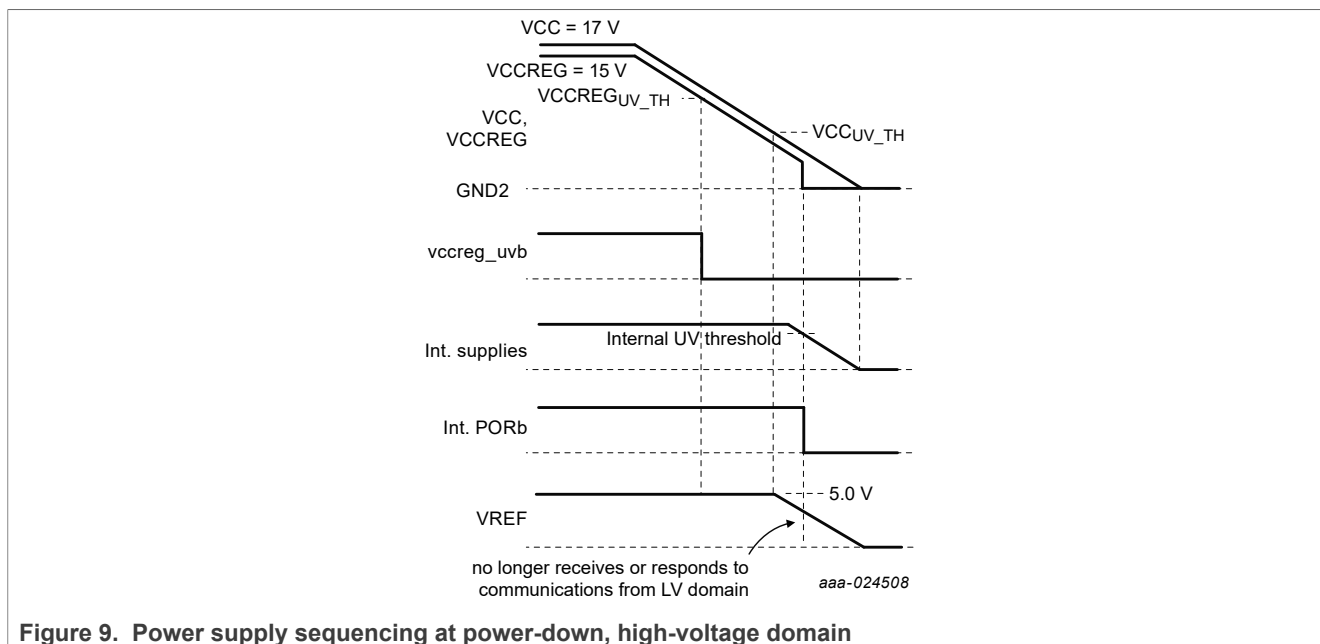 VCC = 17 V
VCCREG = 15 V
VCCREGUV_TH
VCC,
VCCREG
VCCUV_TH
GND2
vccreg_uvb
Internal UV threshold
Int. supplies
Int. PORb
5.0 V
VREF
no longer receives or responds to
communications from LV domain
aaa-024508
Figure 9. Power supply sequencing at power-down, high-voltage domain